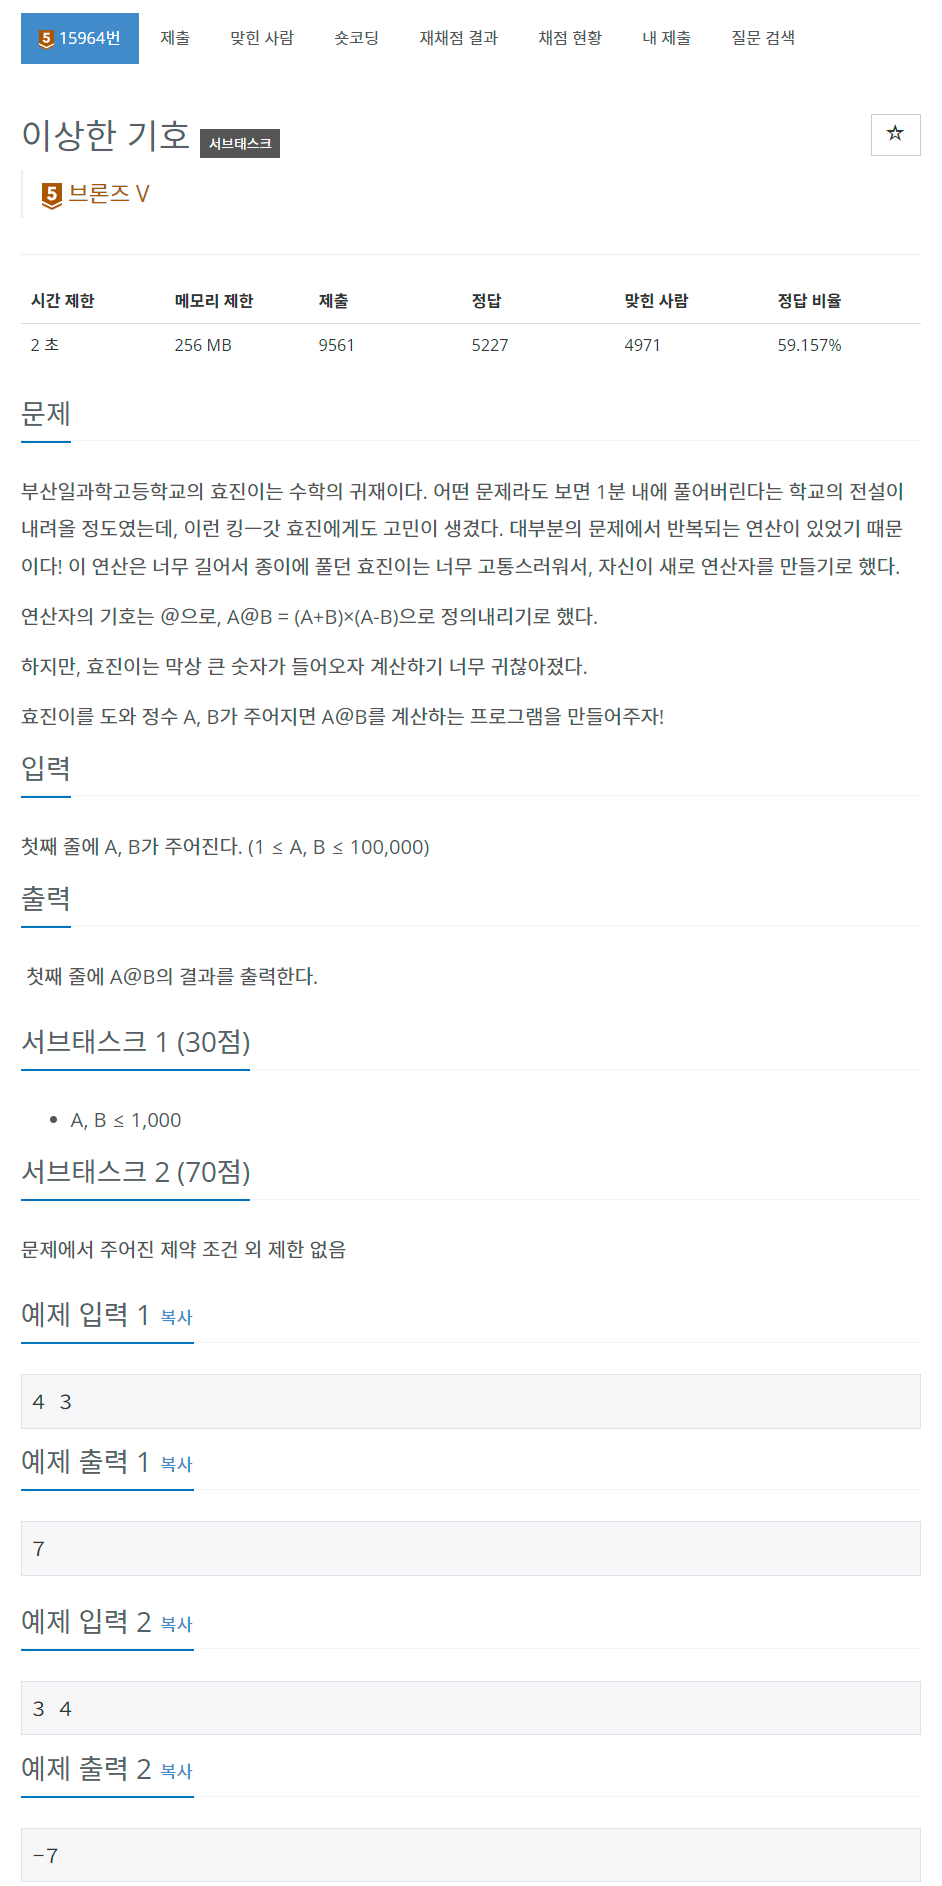 5 15964번 제출 맞힌 사람 숏코딩 재채점 결과 채점 현황 내 제출 질문 검색
이상한 기호 서브태스크
5 브론즈 V
시간 제한 메모리 제한 제출 정답 맞힌 사람 정답 비율
2 초 256 MB 9561 5227 4971 59.157%
문제
부산일과학고등학교의 효진이는 수학의 귀재이다. 어떤 문제라도 보면 1분 내에 풀어버린다는 학교의 전설이
내려올 정도였는데, 이런 킹─갓 효진에게도 고민이 생겼다. 대부분의 문제에서 반복되는 연산이 있었기 때문
이다! 이 연산은 너무 길어서 종이에 풀던 효진이는 너무 고통스러워서, 자신이 새로 연산자를 만들기로 했다.
연산자의 기호는 @으로, A@B = (A+B)×(A-B)으로 정의내리기로 했다.
하지만, 효진이는 막상 큰 숫자가 들어오자 계산하기 너무 귀찮아졌다.
효진이를 도와 정수 A, B가 주어지면 A@B를 계산하는 프로그램을 만들어주자!
입력
첫째 줄에 A, B가 주어진다. (1 ≤ A, B ≤ 100,000)
출력
첫째 줄에 A@B의 결과를 출력한다.
서브태스크 1 (30점)
• A, B ≤ 1,000
서브태스크 2 (70점)
문제에서 주어진 제약 조건 외 제한 없음
예제 입력 1 복사
4 3
예제 출력 1 복사
7
예제 입력 2 복사
3 4
예제 출력 2 복사
-7